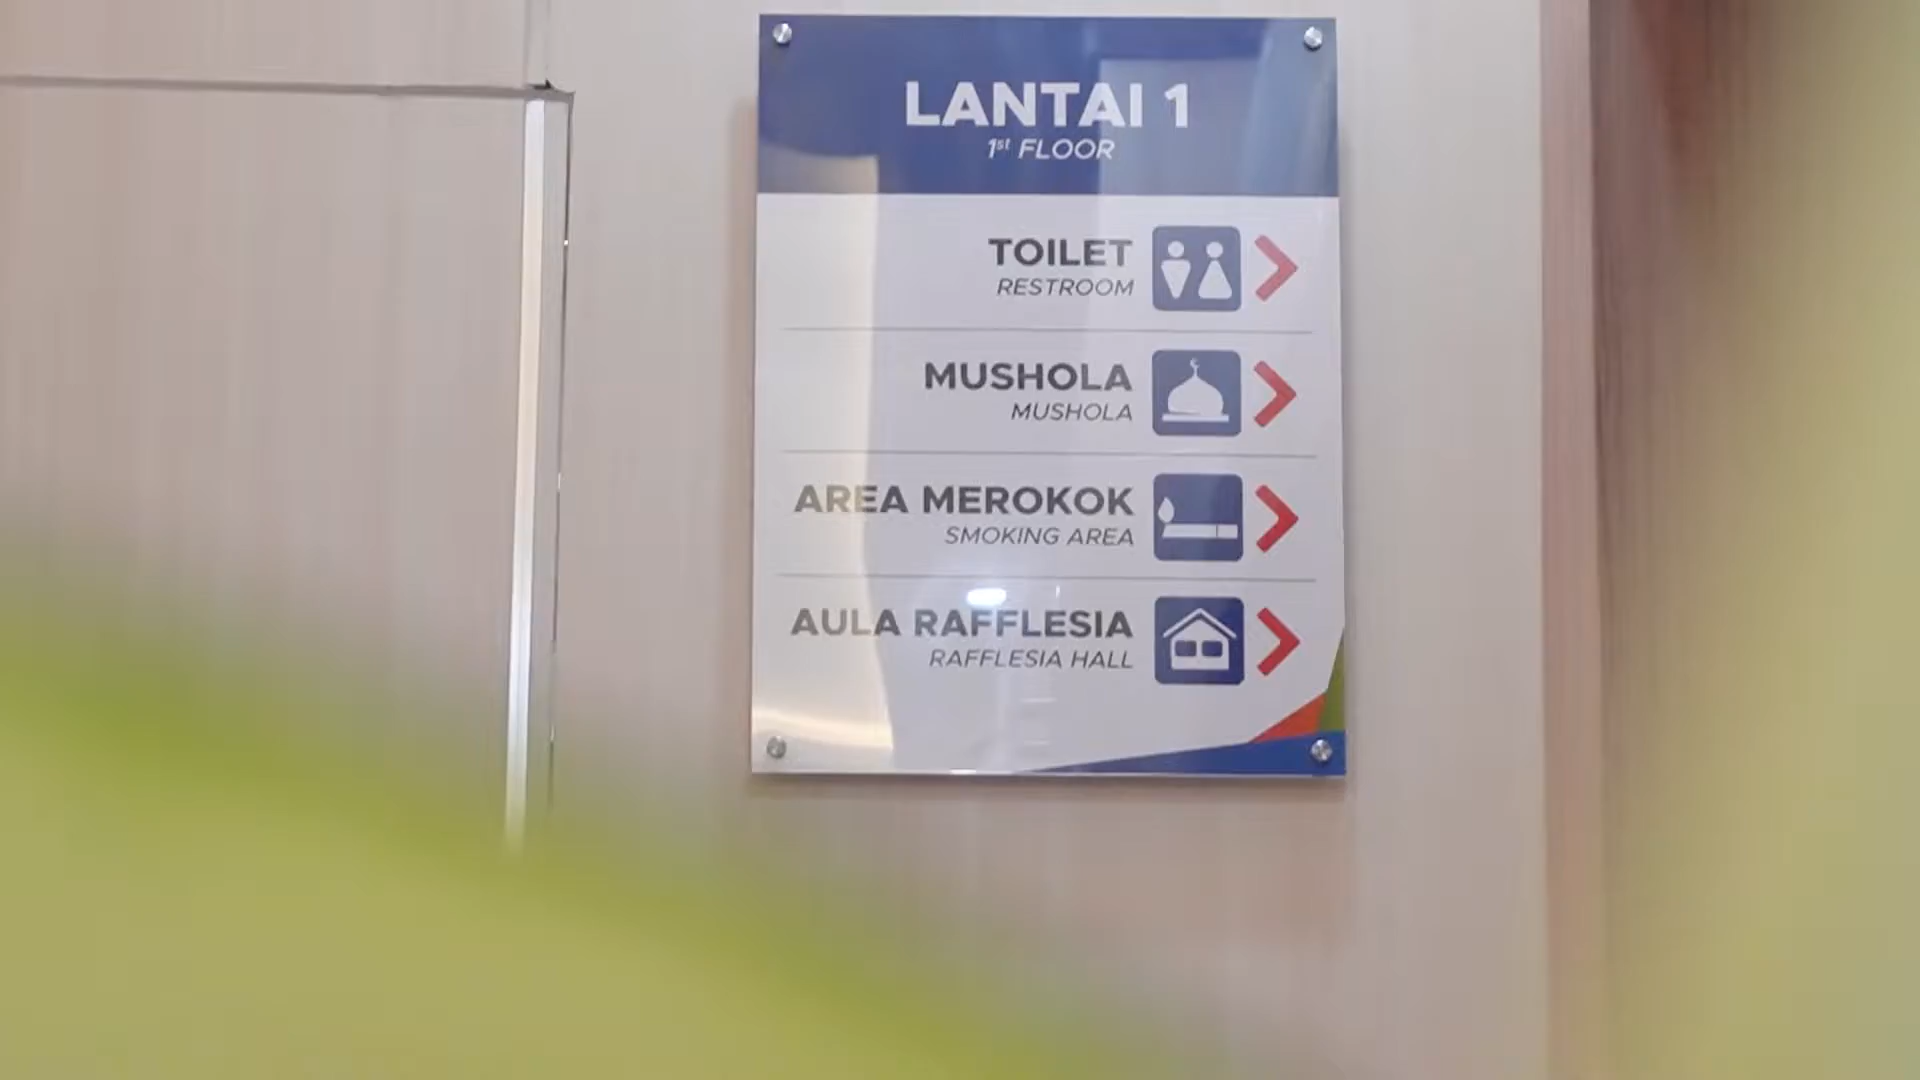 LANTAI 1
1st FLOOR
TOILET
RESTROOM
MUSHOLA
MUSHOLA
AREA MEROKOK
SMOKING AREA
AULA RAFFLESIA
RAFFLESIA HALL